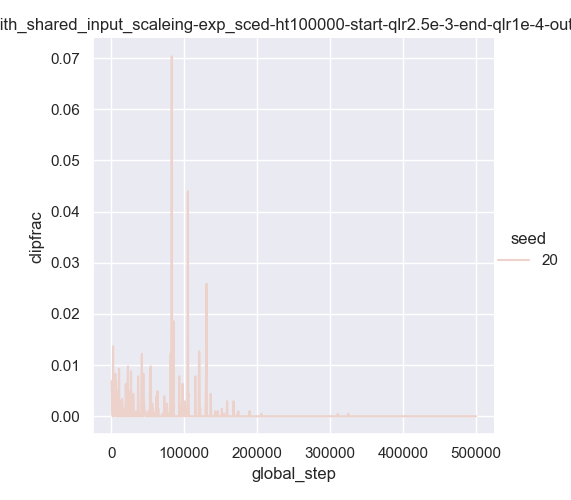 ith_shared_input_scaleing-exp_sced-ht100000-start-qlr2.5e-3-end-qlr1e-4-out
0.07
0.06
0.05
0.04
0.03
0.02
0.01
0.00
clipfrac
0 100000 200000 300000 400000 500000
global_step
seed
20